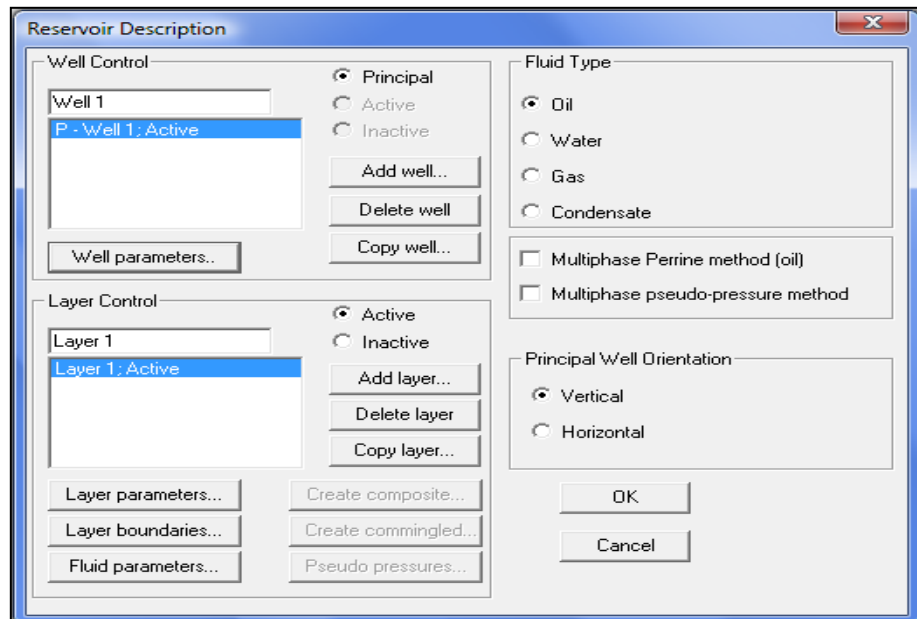 Reservoir Description
Well Control
Well 1
P - Well 1; Active
Principal
Active
Inactive
Add well...
Delete well
Copy well...
Well parameters..
Layer Control
Layer 1
Layer 1; Active
Active
Inactive
Add layer...
Delete layer
Copy layer...
Layer parameters...
Create composite...
Layer boundaries...
Create commingled...
Fluid parameters...
Pseudo pressures...
Fluid Type
Oil
Water
Gas
Condensate
Multiphase Perrine method (oil)
Multiphase pseudo-pressure method
Principal Well Orientation
Vertical
Horizontal
OK
Cancel